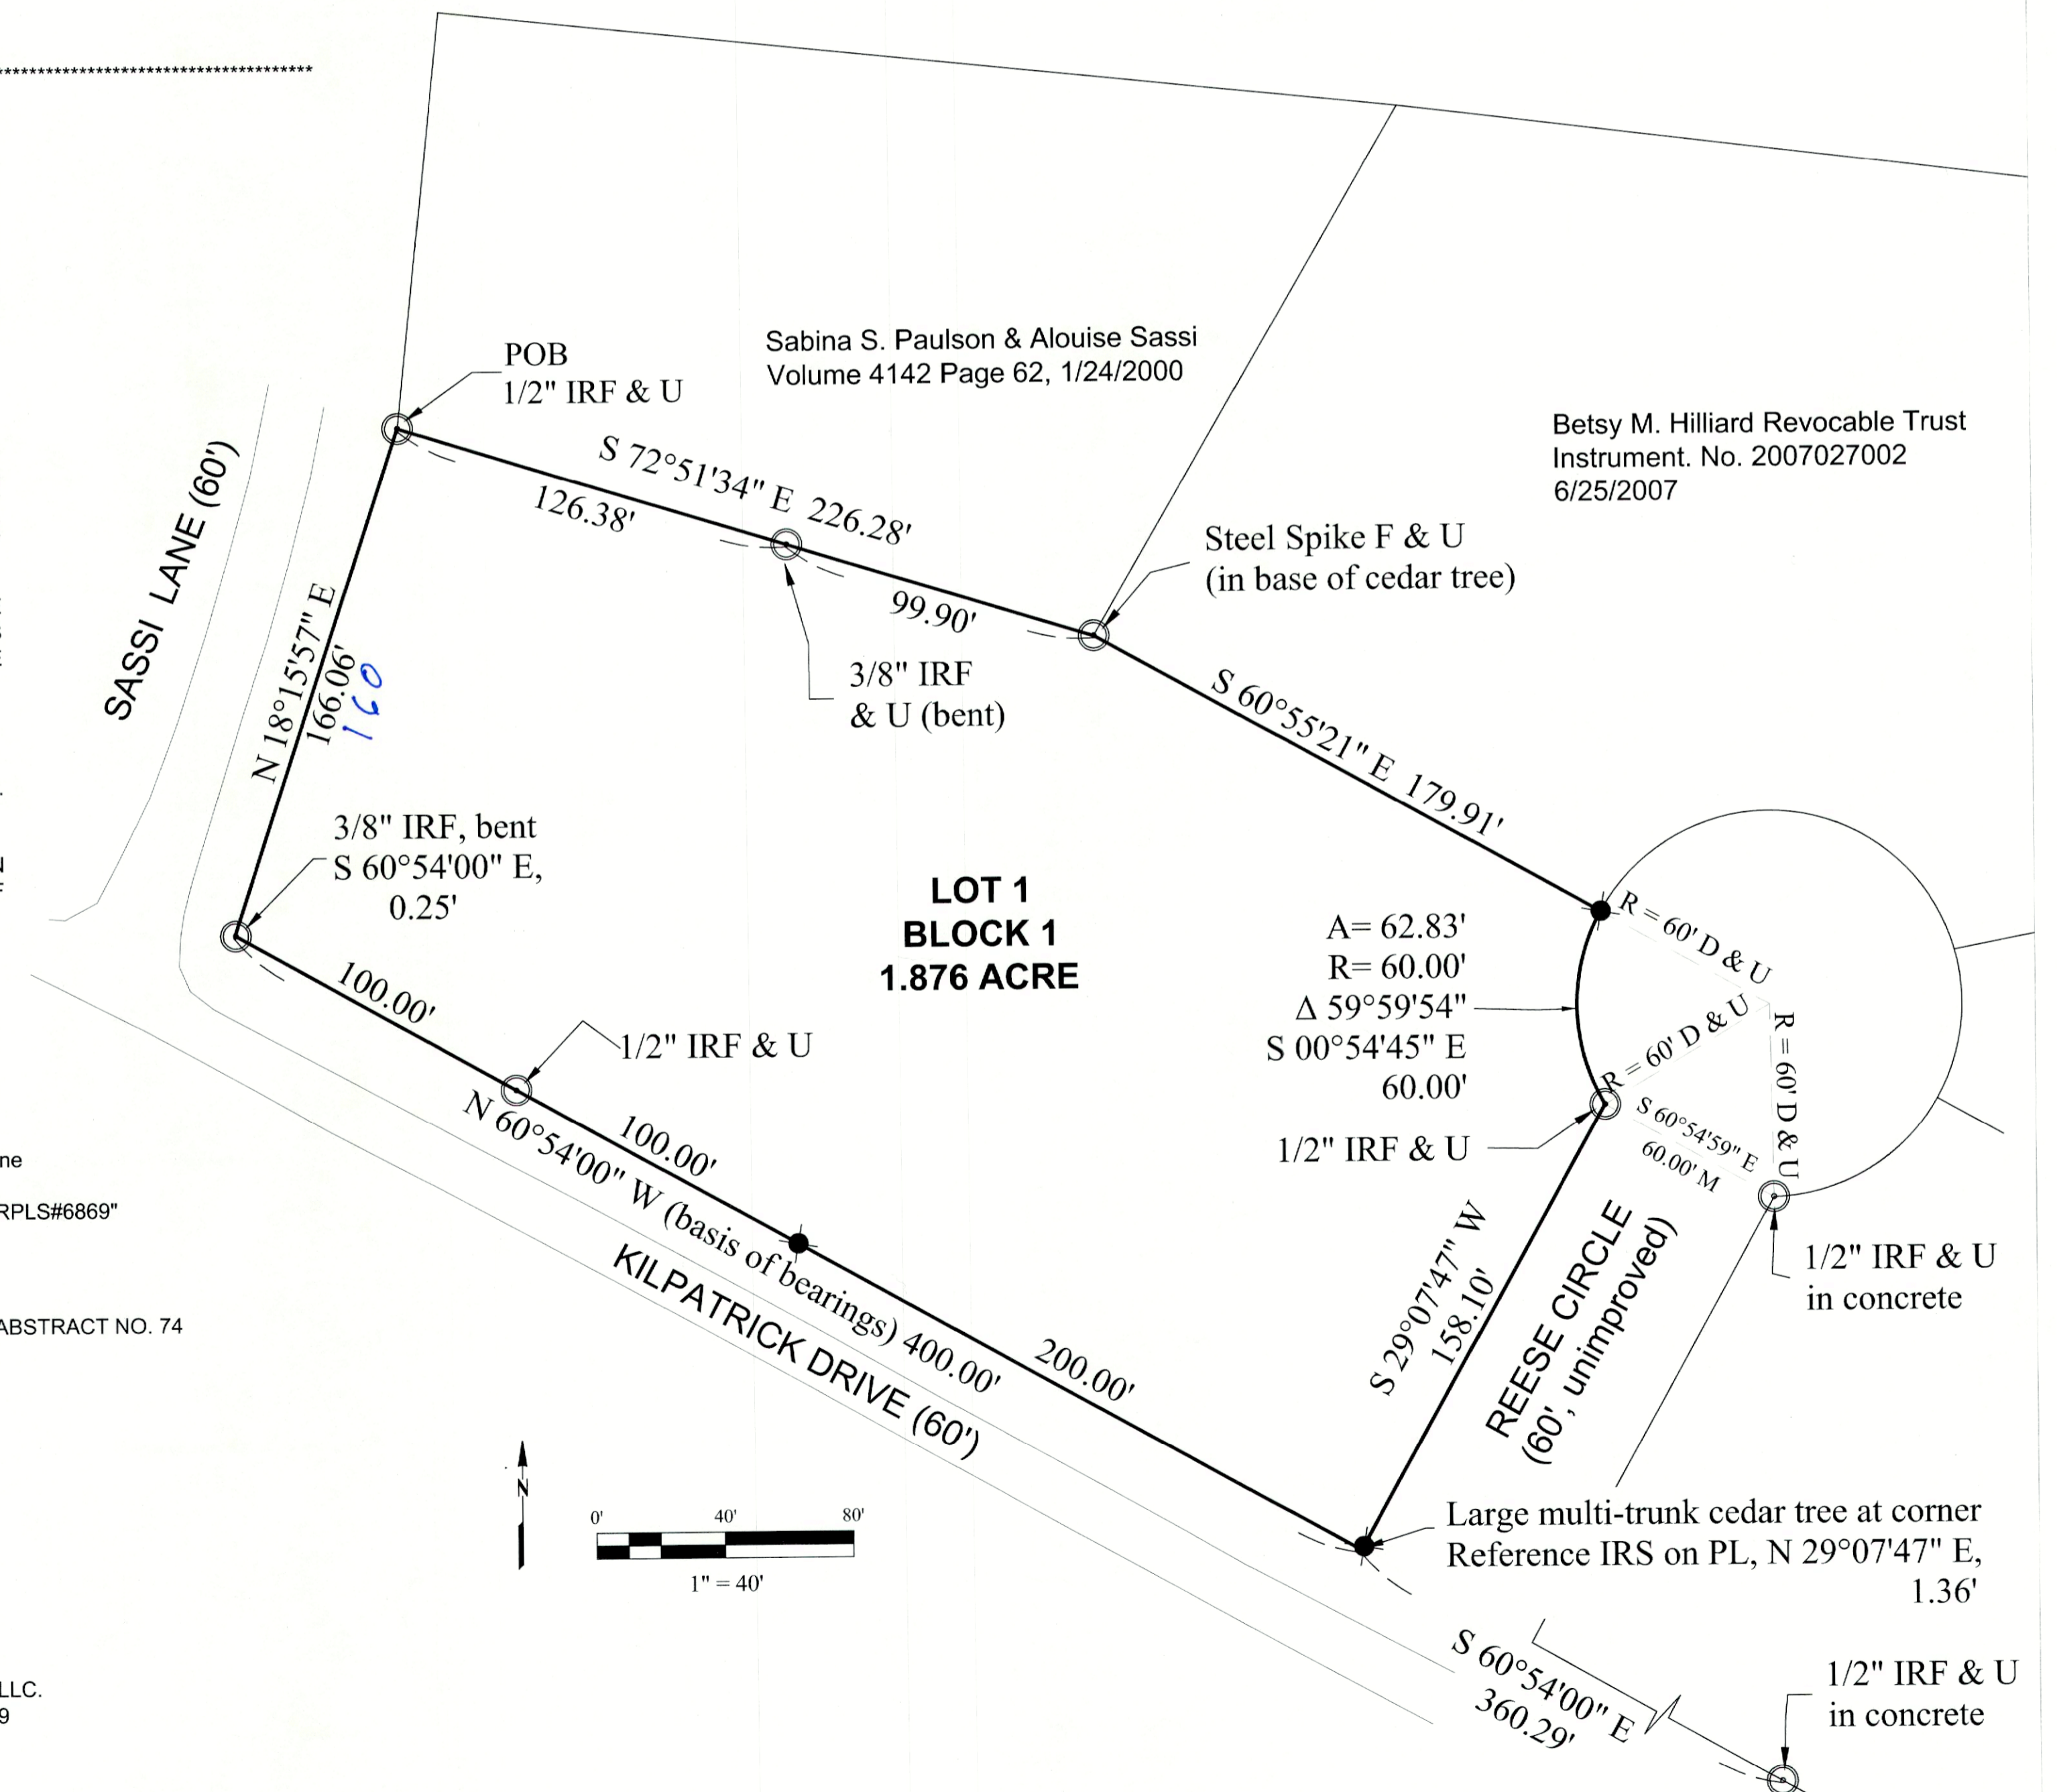 ************************************
POB
1/2" IRF & U
Sabina S. Paulson & Alouise Sassi
Volume 4142 Page 62, 1/24/2000
Betsy M. Hilliard Revocable Trust
Instrument. No. 2007027002
6/25/2007
S 72°51'34" E 226.28'
126.38'
99.90'
Steel Spike F & U
(in base of cedar tree)
3/8" IRF
& U (bent)
SASSI LANE (60')
N 18°15'57" E
166.06'
160
S 60°55'21" E 179.91'
3/8" IRF, bent
S 60°54'00" E,
0.25'
LOT 1
BLOCK 1
1.876 ACRE
A= 62.83'
R= 60.00'
Δ 59°59'54"
S 00°54'45" E
60.00'
R = 60' D & U
R = 60' D & U
R = 60' D & U
100.00'
1/2" IRF & U
1/2" IRF & U
S 60°54'59" E
60.00' M
100.00'
N 60°54'00" W (basis of bearings) 400.00'
KILPATRICK DRIVE (60')
200.00'
S 29°07'47" W
158.10'
REESE CIRCLE
(60', unimproved)
1/2" IRF & U
in concrete
ne
RPLS#6869"
ABSTRACT NO. 74
N
0' 40' 80'
1" = 40'
Large multi-trunk cedar tree at corner
Reference IRS on PL, N 29°07'47" E,
1.36'
S 60°54'00" E
360.29'
1/2" IRF & U
in concrete
LLC.
9